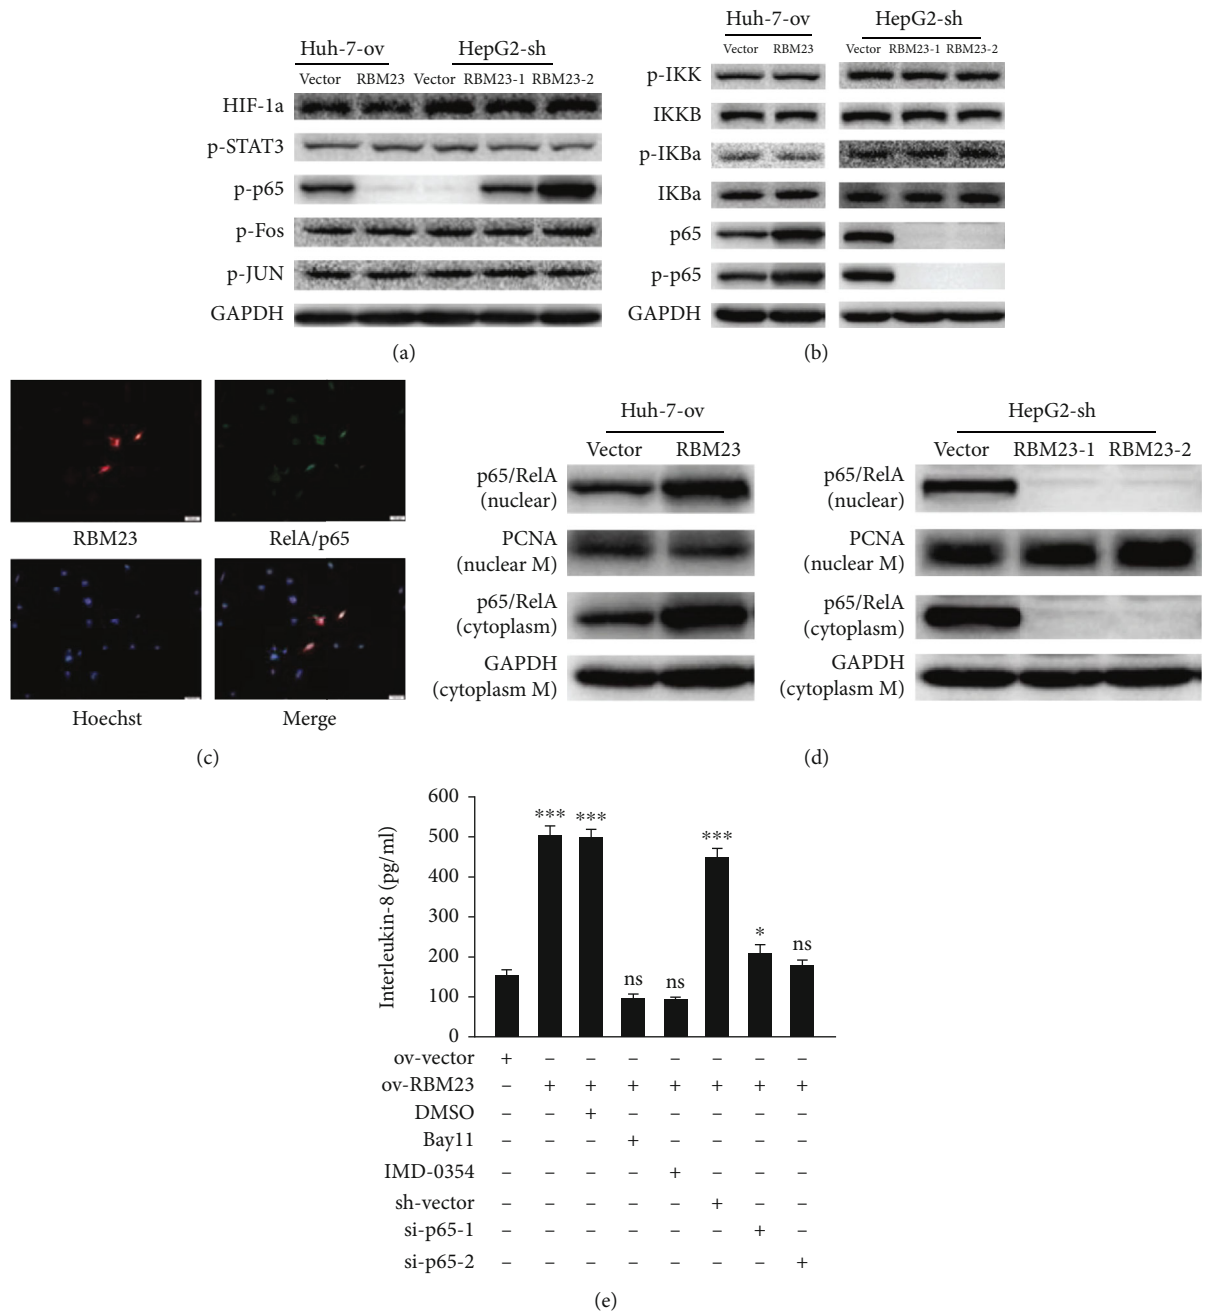 Huh-7-ov HepG2-sh
Vector RBM23 Vector RBM23-1 RBM23-2
HIF-1a
p-STAT3
p-p65
p-Fos
p-JUN
GAPDH
(a)
Huh-7-ov HepG2-sh
Vector RBM23 Vector RBM23-1 RBM23-2
p-IKK
IKKB
p-IKBa
IKBa
p65
p-p65
GAPDH
(b)
RBM23 RelA/p65
Hoechst Merge
(c)
Huh-7-ov HepG2-sh
Vector RBM23 Vector RBM23-1 RBM23-2
p65/RelA
(nuclear)
PCNA
(nuclear M)
p65/RelA
(cytoplasm)
GAPDH
(cytoplasm M)
p65/RelA
(nuclear)
PCNA
(nuclear M)
p65/RelA
(cytoplasm)
GAPDH
(cytoplasm M)
(d)
Interleukin-8 (pg/ml)
600
500
400
300
200
100
0
*** *** ns ns *** * ns
ov-vector + – – – – – – –
ov-RBM23 – + + + + + + +
DMSO – – + – – – – –
Bay11 – – – + – – – –
IMD-0354 – – – – + – – –
sh-vector – – – – – + – –
si-p65-1 – – – – – – + –
si-p65-2 – – – – – – – +
(e)